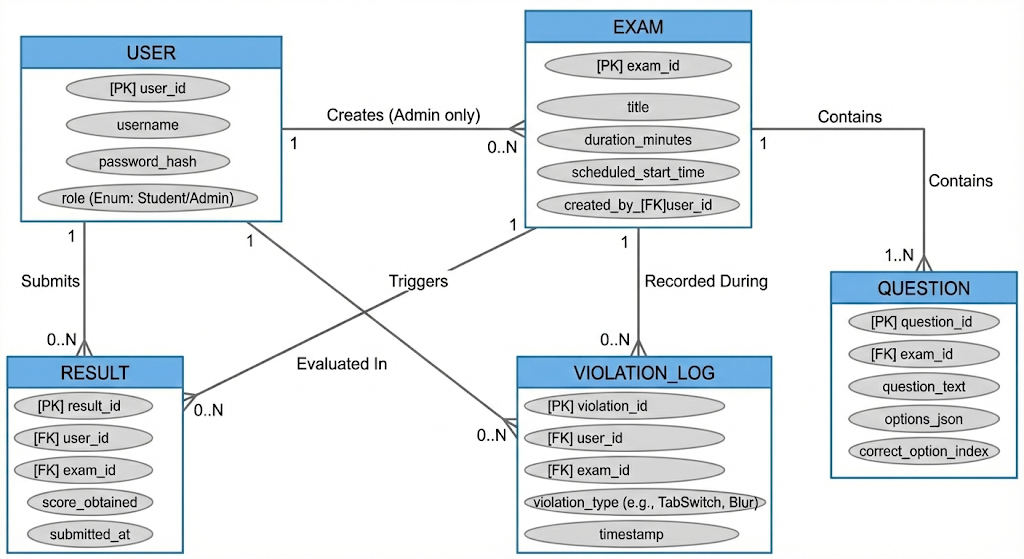 USER
[PK] user_id
username
password_hash
role (Enum: Student/Admin)
Creates (Admin only)
1
0..N
EXAM
[PK] exam_id
title
duration_minutes
scheduled_start_time
created_by_[FK]user_id
1
Contains
Contains
1..N
QUESTION
[PK] question_id
[FK] exam_id
question_text
options_json
correct_option_index
1
Submits
0..N
1
Triggers
0..N
1
Evaluated In
0..N
1
Recorded During
0..N
RESULT
[PK] result_id
[FK] user_id
[FK] exam_id
score_obtained
submitted_at
VIOLATION_LOG
[PK] violation_id
[FK] user_id
[FK] exam_id
violation_type (e.g., TabSwitch, Blur)
timestamp